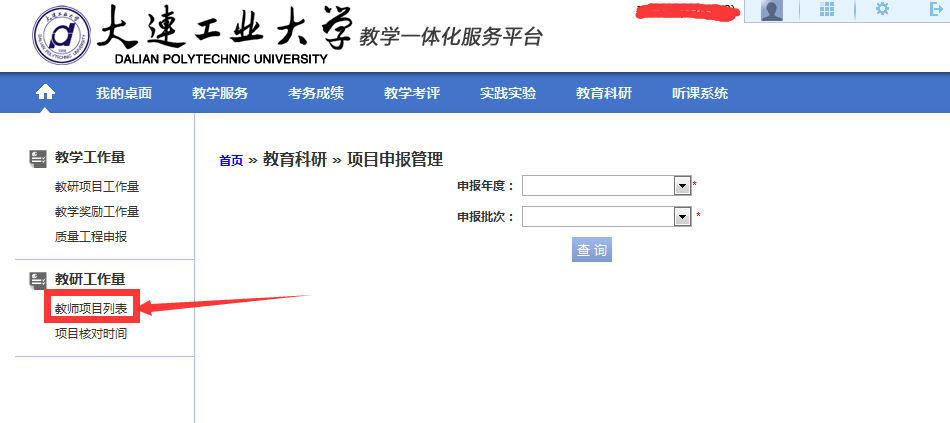 大连工业大学
DALIAN POLYTECHNIC UNIVERSITY
教学一体化服务平台
我的桌面 教学服务 考务成绩 教学考评 实践实验 教育科研 听课系统
教学工作量
教研项目工作量
教学奖励工作量
质量工程申报
教研工作量
教师项目列表
项目核对时间
首页 » 教育科研 » 项目申报管理
申报年度： *
申报批次： *
查 询